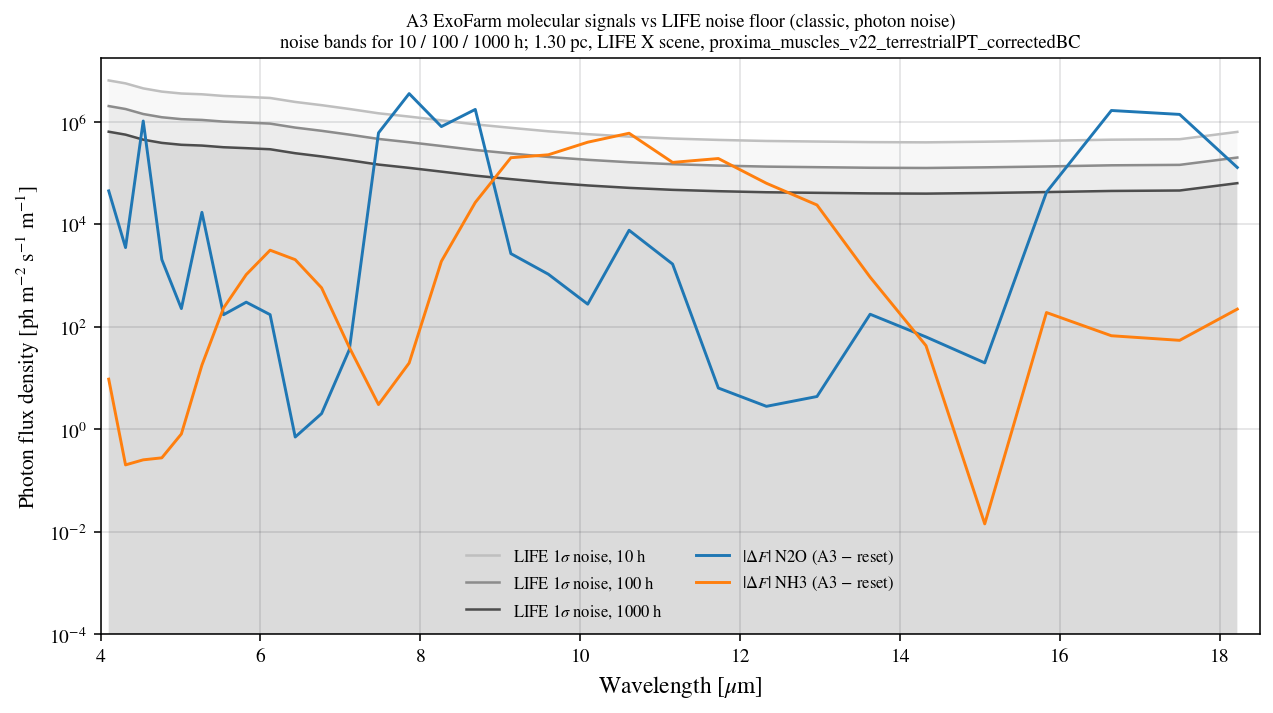 A3 ExoFarm molecular signals vs LIFE noise floor (classic, photon noise)
noise bands for 10 / 100 / 1000 h; 1.30 pc, LIFE X scene, proxima_muscles_v22_terrestrialPT_correctedBC
Photon flux density [ph m⁻² s⁻¹ m⁻¹]
10⁶
10⁴
10²
10⁰
10⁻²
10⁻⁴
LIFE 1σ noise, 10 h
LIFE 1σ noise, 100 h
LIFE 1σ noise, 1000 h
|ΔF| N2O (A3 − reset)
|ΔF| NH3 (A3 − reset)
4 6 8 10 12 14 16 18
Wavelength [μm]